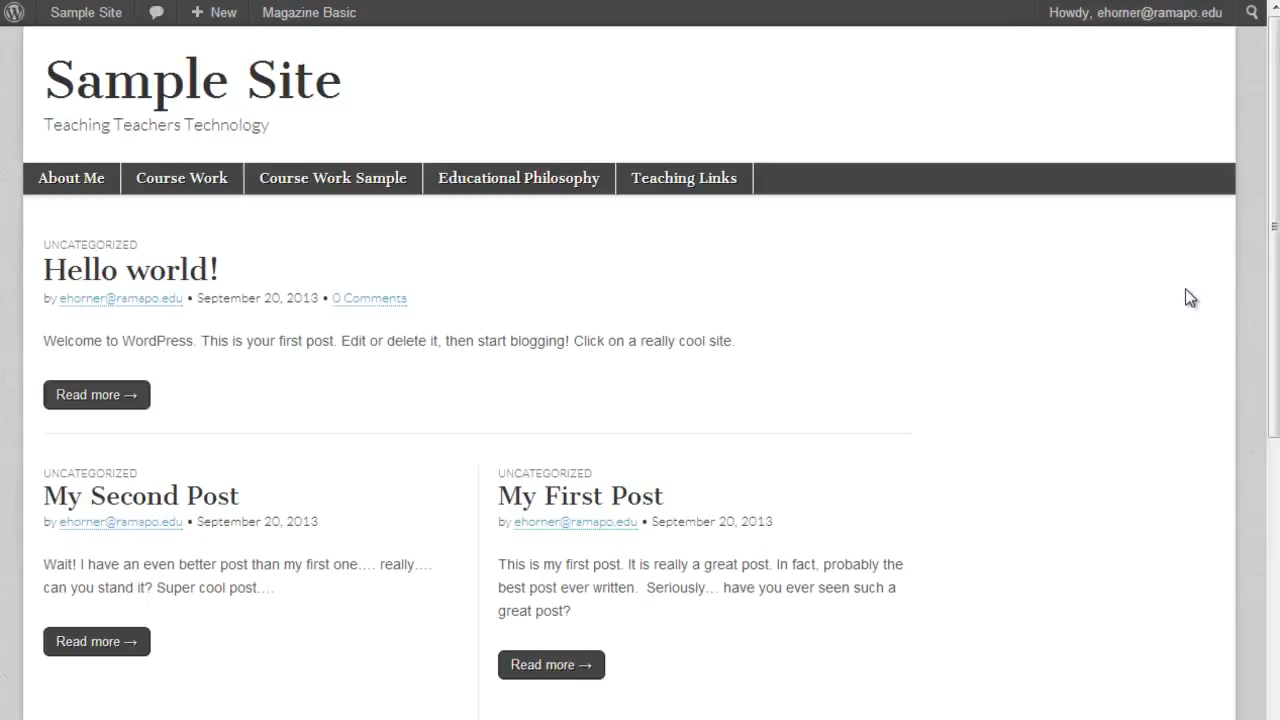 Sample Site
New
Magazine Basic
Howdy, ehorner@ramapo.edu
Sample Site
Teaching Teachers Technology
About Me
Course Work
Course Work Sample
Educational Philosophy
Teaching Links
UNCATEGORIZED
Hello world!
by ehorner@ramapo.edu • September 20, 2013 • 0 Comments
Welcome to WordPress. This is your first post. Edit or delete it, then start blogging! Click on a really cool site.
Read more →
UNCATEGORIZED
My Second Post
by ehorner@ramapo.edu • September 20, 2013
Wait! I have an even better post than my first one.... really....
can you stand it? Super cool post....
Read more →
UNCATEGORIZED
My First Post
by ehorner@ramapo.edu • September 20, 2013
This is my first post. It is really a great post. In fact, probably the
best post ever written.  Seriously... have you ever seen such a
great post?
Read more →